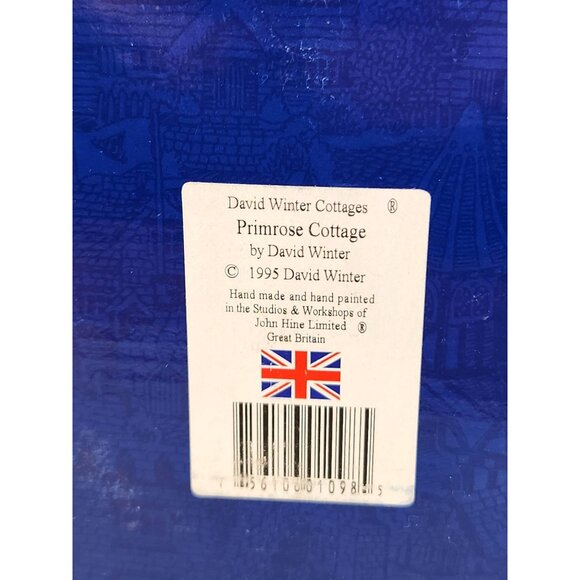 David Winter Cottages ®
Primrose Cottage
by David Winter
© 1995 David Winter
Hand made and hand painted
in the Studios & Workshops of
John Hine Limited ®
Great Britain